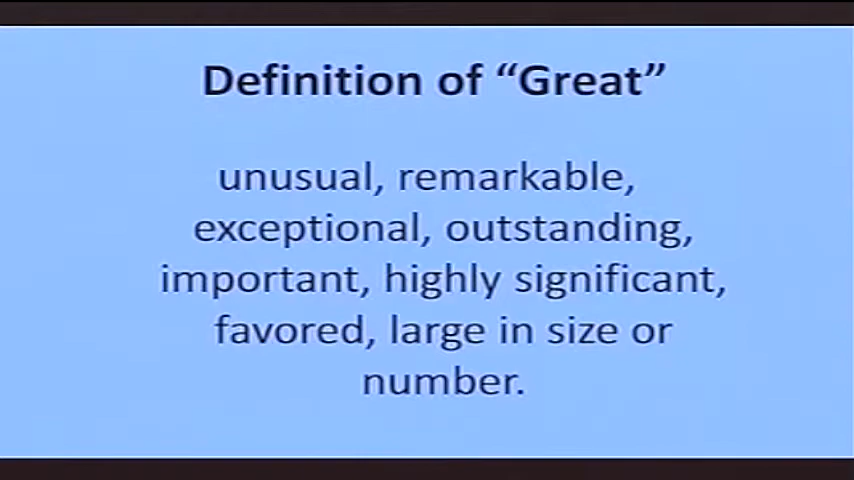 Definition of “Great”
unusual, remarkable,
exceptional, outstanding,
important, highly significant,
favored, large in size or
number.